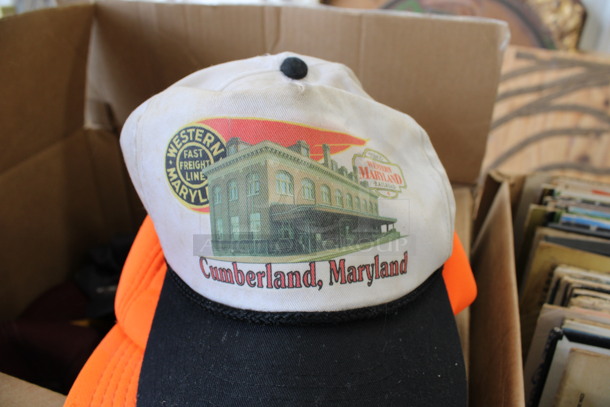 WESTERN MARYL
FAST
FREIGHT
LINE
WESTERN
MARYLAND
Cumberland, Maryland